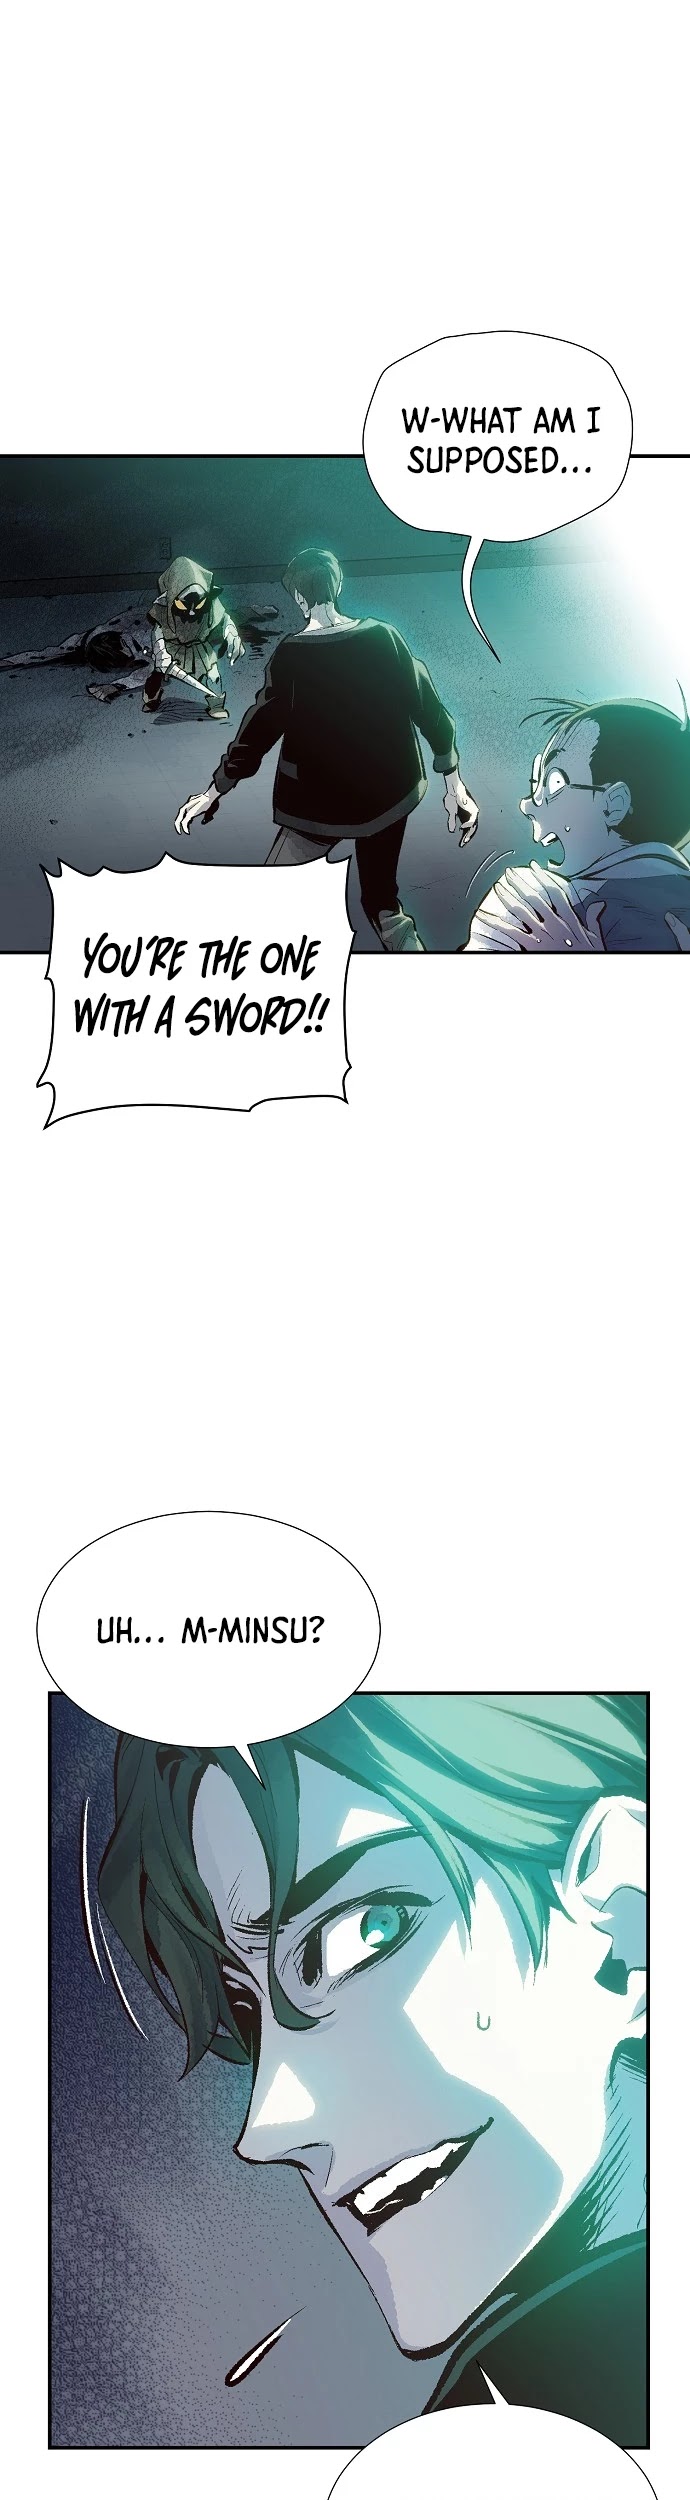 W-WHAT AM I
SUPPOSED...
YOU'RE THE ONE
WITH A SWORD!!
UH... M-MINSU?